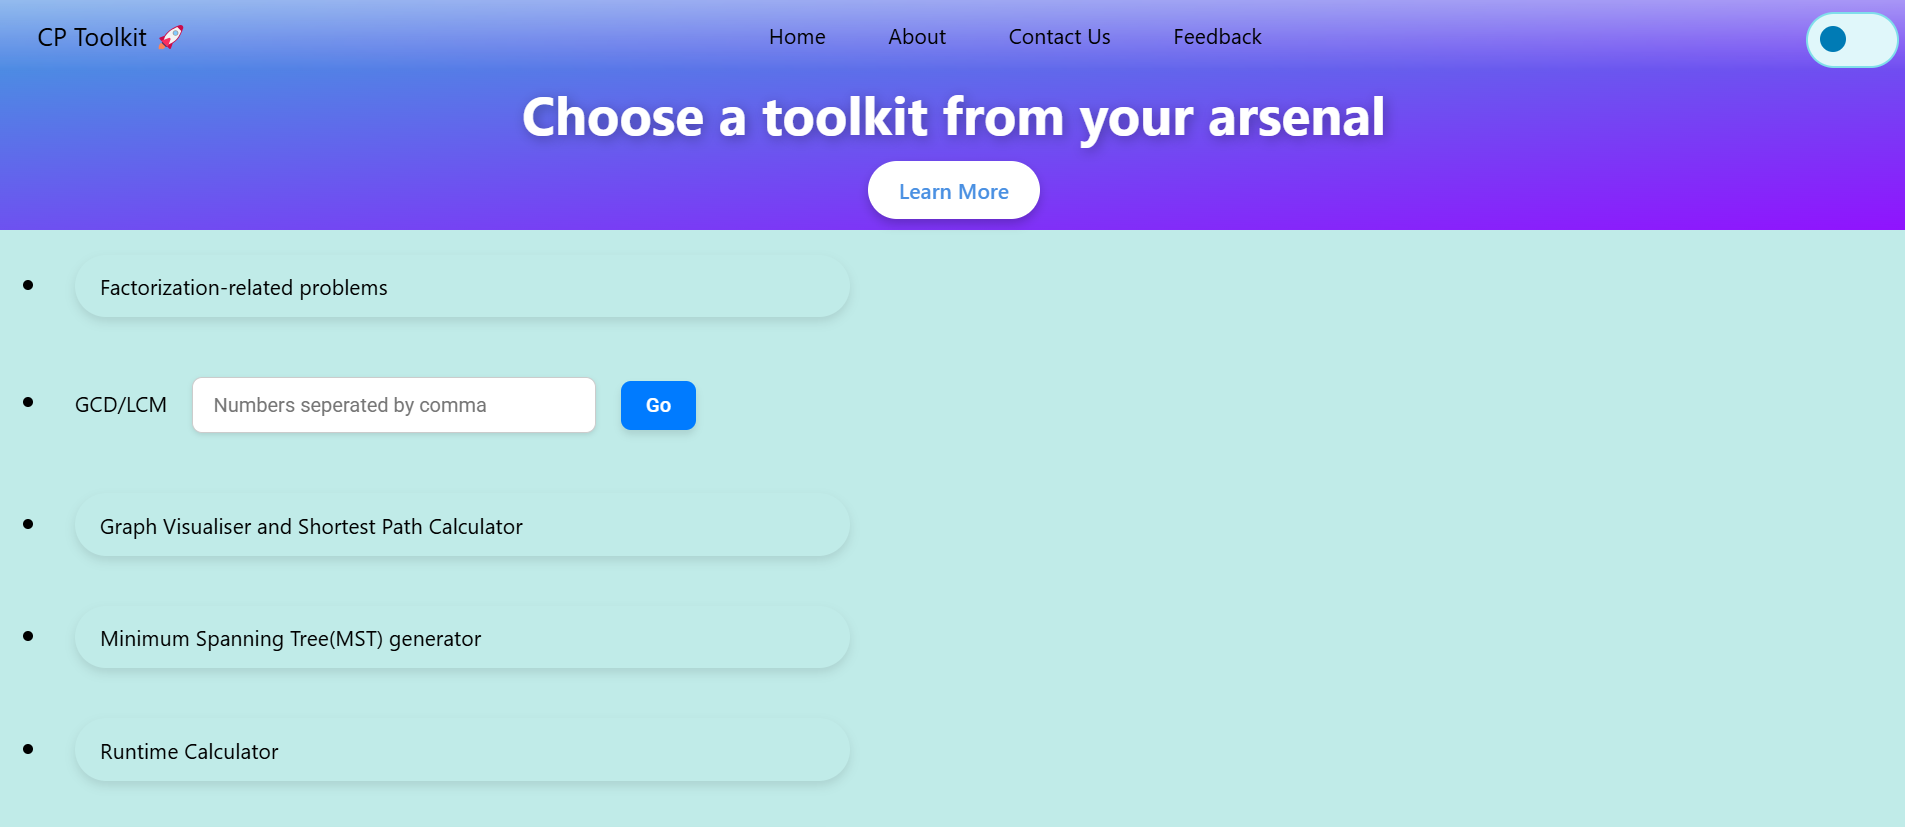 CP Toolkit 🚀
Home About Contact Us Feedback
Choose a toolkit from your arsenal
Learn More
Factorization-related problems
GCD/LCM Numbers seperated by comma Go
Graph Visualiser and Shortest Path Calculator
Minimum Spanning Tree(MST) generator
Runtime Calculator